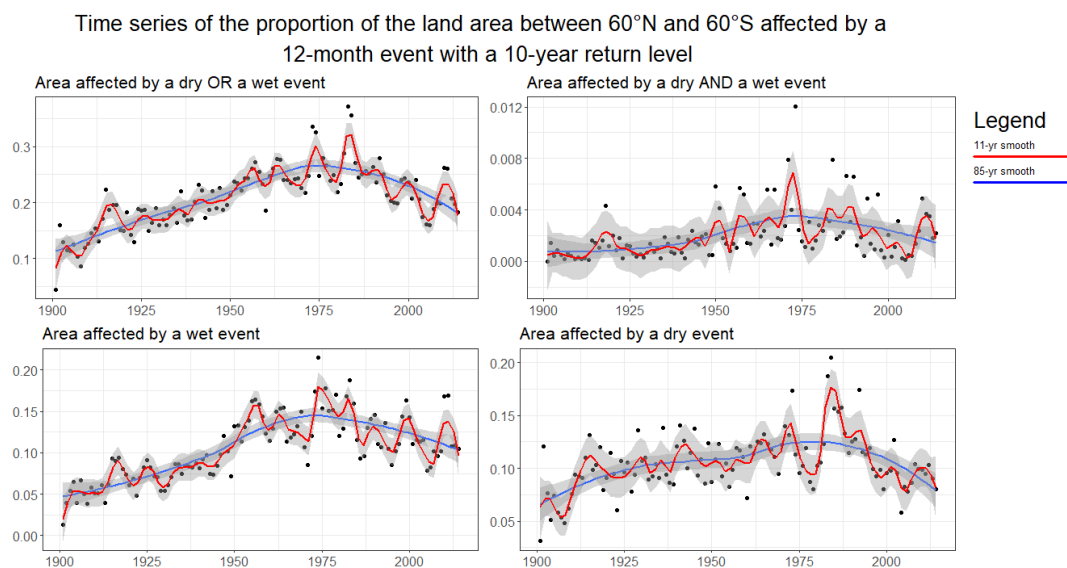 Time series of the proportion of the land area between 60°N and 60°S affected by a
12-month event with a 10-year return level
Area affected by a dry OR a wet event
0.3
0.2
0.1
1900 1925 1950 1975 2000
Area affected by a dry AND a wet event
0.012
0.008
0.004
0.000
1900 1925 1950 1975 2000
Legend
11-yr smooth
85-yr smooth
Area affected by a wet event
0.20
0.15
0.10
0.05
0.00
1900 1925 1950 1975 2000
Area affected by a dry event
0.20
0.15
0.10
0.05
1900 1925 1950 1975 2000